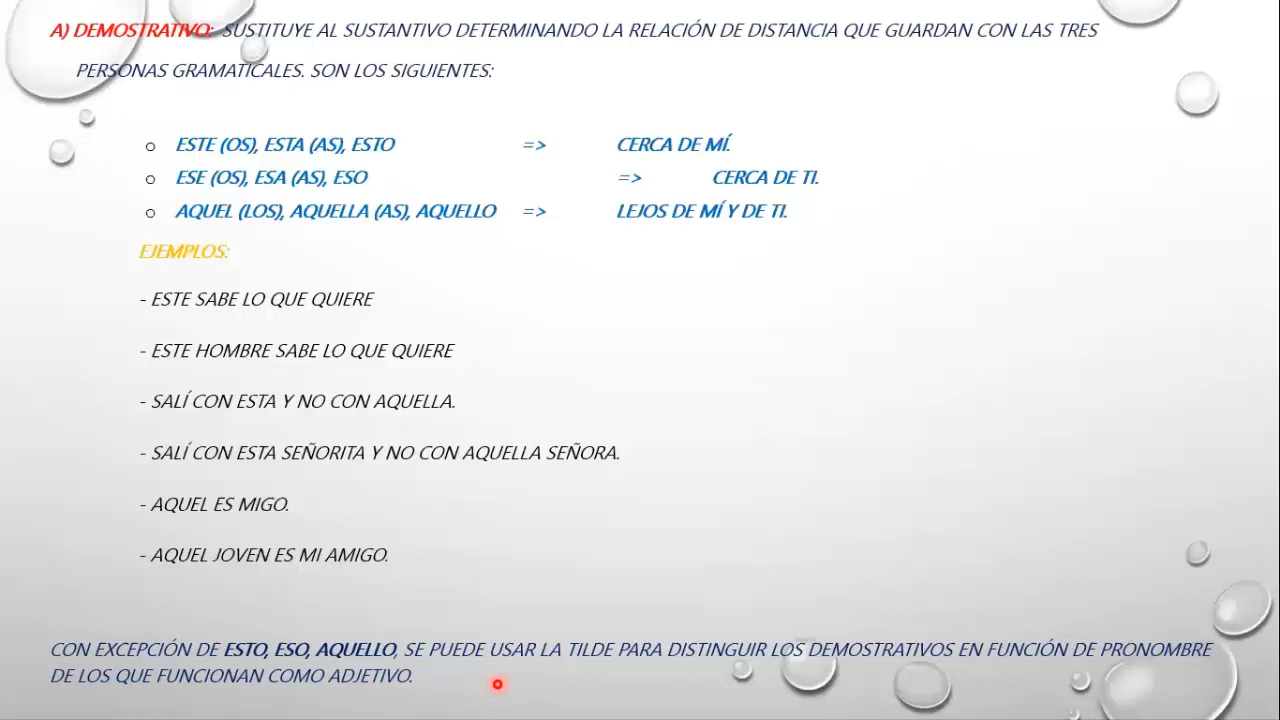 A) DEMOSTRATIVO: SUSTITUYE AL SUSTANTIVO DETERMINANDO LA RELACIÓN DE DISTANCIA QUE GUARDAN CON LAS TRES
PERSONAS GRAMATICALES. SON LOS SIGUIENTES:
o ESTE (OS), ESTA (AS), ESTO => CERCA DE MÍ.
o ESE (OS), ESA (AS), ESO => CERCA DE TI.
o AQUEL (LOS), AQUELLA (AS), AQUELLO => LEJOS DE MÍ Y DE TI.
EJEMPLOS:
- ESTE SABE LO QUE QUIERE
- ESTE HOMBRE SABE LO QUE QUIERE
- SALÍ CON ESTA Y NO CON AQUELLA.
- SALÍ CON ESTA SEÑORITA Y NO CON AQUELLA SEÑORA.
- AQUEL ES MIGO.
- AQUEL JOVEN ES MI AMIGO.
CON EXCEPCIÓN DE ESTO, ESO, AQUELLO, SE PUEDE USAR LA TILDE PARA DISTINGUIR LOS DEMOSTRATIVOS EN FUNCIÓN DE PRONOMBRE
DE LOS QUE FUNCIONAN COMO ADJETIVO.